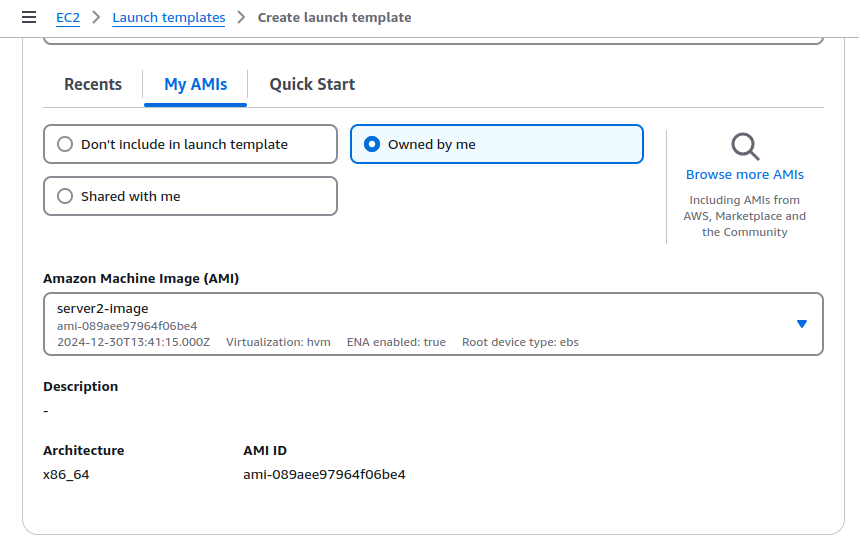 EC2 > Launch templates > Create launch template
Recents My AMIs Quick Start
Don't include in launch template
Owned by me
Shared with me
Browse more AMIs
Including AMIs from
AWS, Marketplace and
the Community
Amazon Machine Image (AMI)
server2-image
ami-089aee97964f06be4
2024-12-30T13:41:15.000Z Virtualization: hvm ENA enabled: true Root device type: ebs
Description
-
Architecture AMI ID
x86_64 ami-089aee97964f06be4